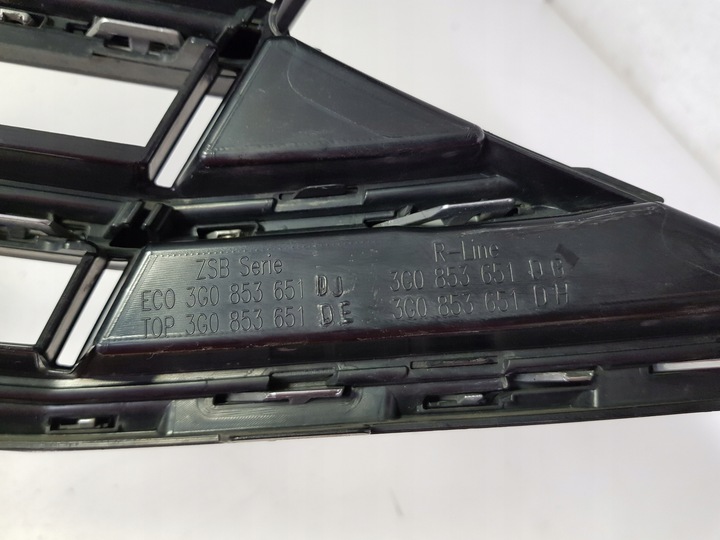 ZSB Serie
ECO 3G0 853 651 DJ
TOP 3G0 853 651 DE
R-Line
3G0 853 651 DG
3G0 853 651 DH